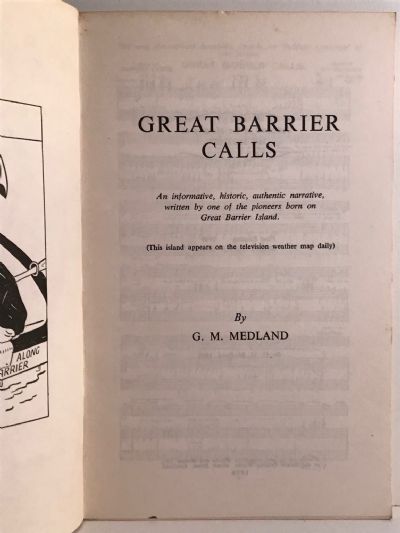 GREAT BARRIER
CALLS
An informative, historic, authentic narrative,
written by one of the pioneers born on
Great Barrier Island.
(This island appears on the television weather map daily)
By
G. M. MEDLAND
ALONG
BARRIER